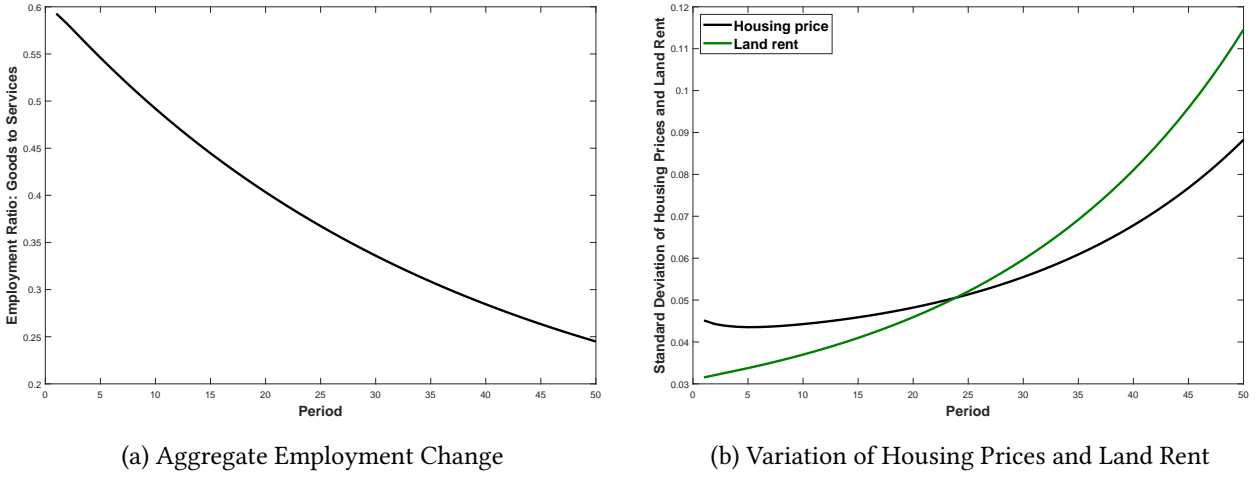 0.6
0.55
0.5
0.45
0.4
0.35
0.3
0.25
0.2
Employment Ratio: Goods to Services
0 5 10 15 20 25 30 35 40 45 50
Period
(a) Aggregate Employment Change
0.12
0.11
0.1
0.09
0.08
0.07
0.06
0.05
0.04
0.03
Standard Deviation of Housing Prices and Land Rent
Housing price
Land rent
0 5 10 15 20 25 30 35 40 45 50
Period
(b) Variation of Housing Prices and Land Rent